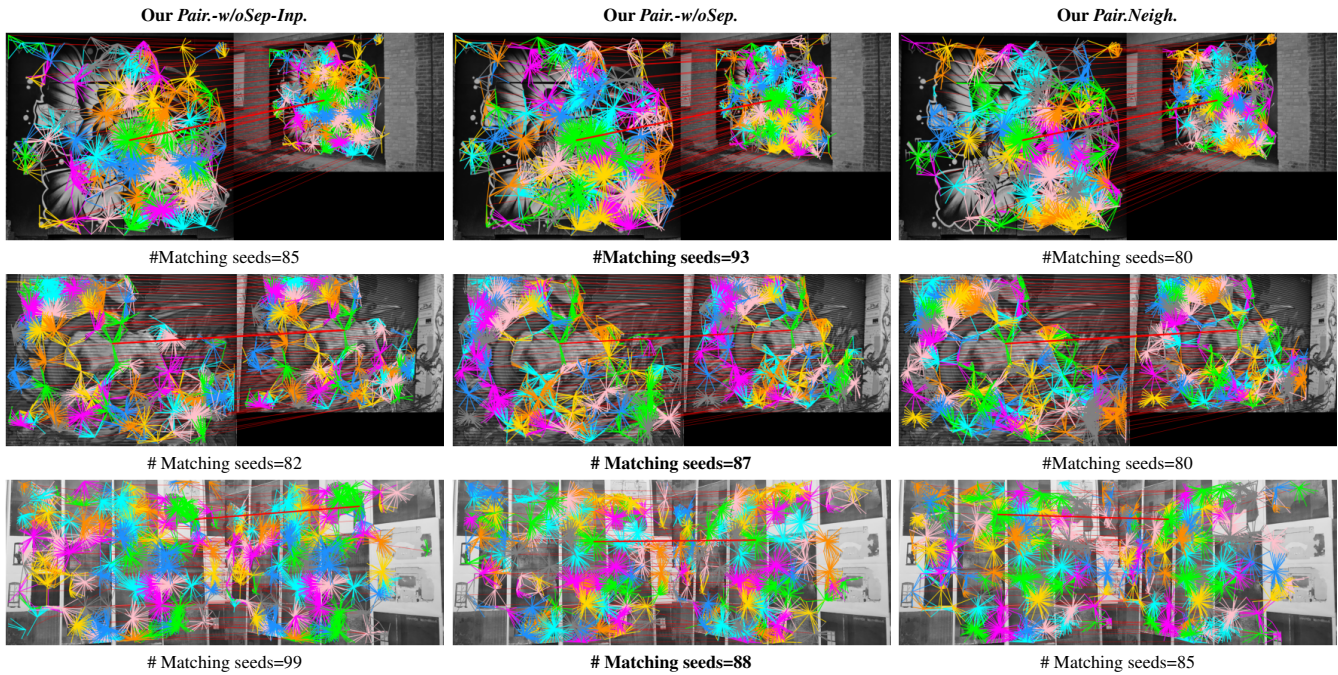 Our Pair.-w/oSep-Inp. Our Pair.-w/oSep. Our Pair.Neigh.
#Matching seeds=85 #Matching seeds=93 #Matching seeds=80
# Matching seeds=82 # Matching seeds=87 #Matching seeds=80
# Matching seeds=99 # Matching seeds=88 # Matching seeds=85